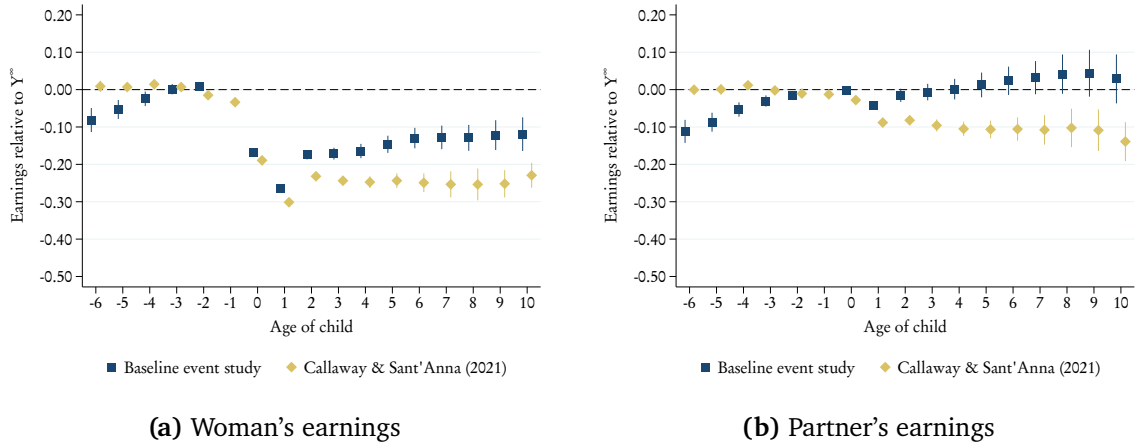 0.20
0.10
0.00
-0.10
-0.20
-0.30
-0.40
-0.50
Earnings relative to Y∞
-6 -5 -4 -3 -2 -1 0 1 2 3 4 5 6 7 8 9 10
Age of child
Baseline event study Callaway & Sant'Anna (2021)
(a) Woman's earnings
0.20
0.10
0.00
-0.10
-0.20
-0.30
-0.40
-0.50
Earnings relative to Y∞
-6 -5 -4 -3 -2 -1 0 1 2 3 4 5 6 7 8 9 10
Age of child
Baseline event study Callaway & Sant'Anna (2021)
(b) Partner's earnings